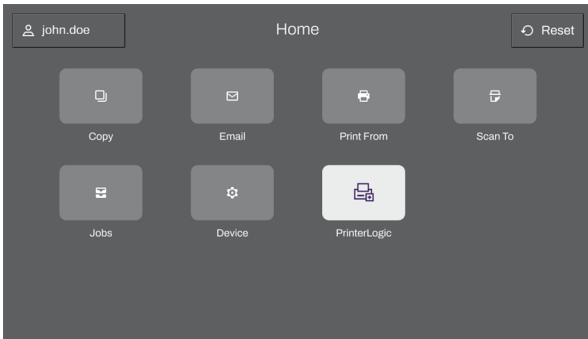 john.doe
Home
Reset
Copy
Email
Print From
Scan To
Jobs
Device
PrinterLogic